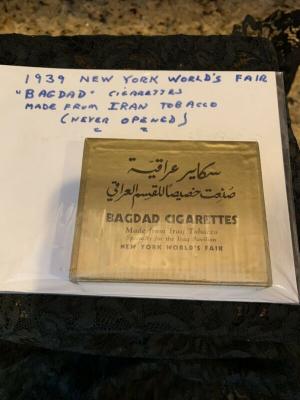 1939 NEW YORK WORLD'S FAIR
"BAGDAD" CIGARETTES
MADE FROM IRAN TOBACCO
(NEVER OPENED)
سكاير عراقية
صنعت خصيصا للقسم العراقي
BAGDAD CIGARETTES
Made from Iraq Tobacco
Specially for the Iraq Pavilion
NEW YORK WORLD'S FAIR